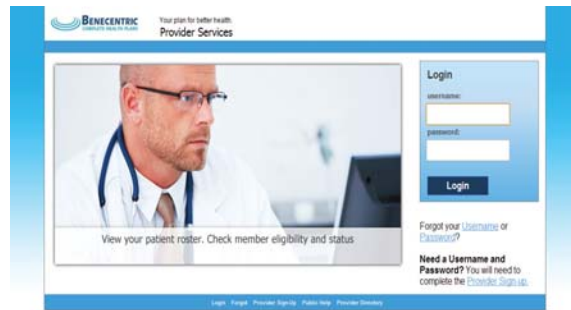 BENECENTRIC
COMPLETE HEALTH PLANS
Your plan for better health.
Provider Services
Login
username:
password:
Login
View your patient roster. Check member eligibility and status
Forgot your Username or
Password?
Need a Username and
Password? You will need to
complete the Provider Sign-up.
Login Forgot Provider Sign-Up Public Help Provider Directory